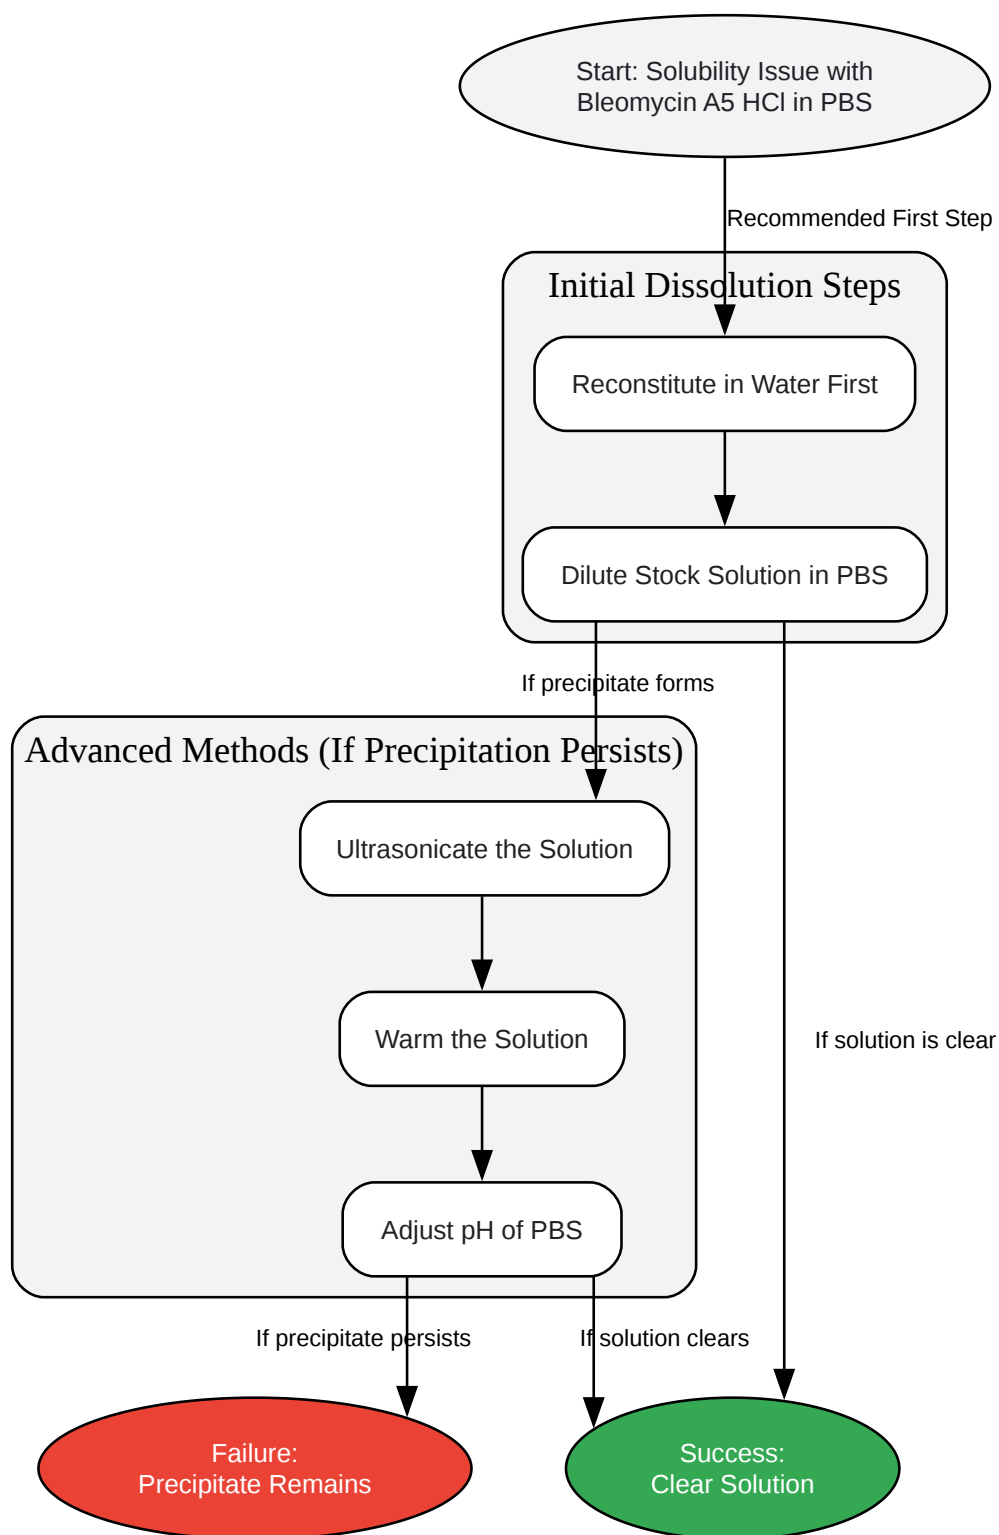 Start: Solubility Issue with
Bleomycin A5 HCl in PBS
Recommended First Step
Initial Dissolution Steps
Reconstitute in Water First
Dilute Stock Solution in PBS
If precipitate forms
Advanced Methods (If Precipitation Persists)
Ultrasonicate the Solution
Warm the Solution
If solution is clear
Adjust pH of PBS
If precipitate persists
If solution clears
Failure:
Precipitate Remains
Success:
Clear Solution